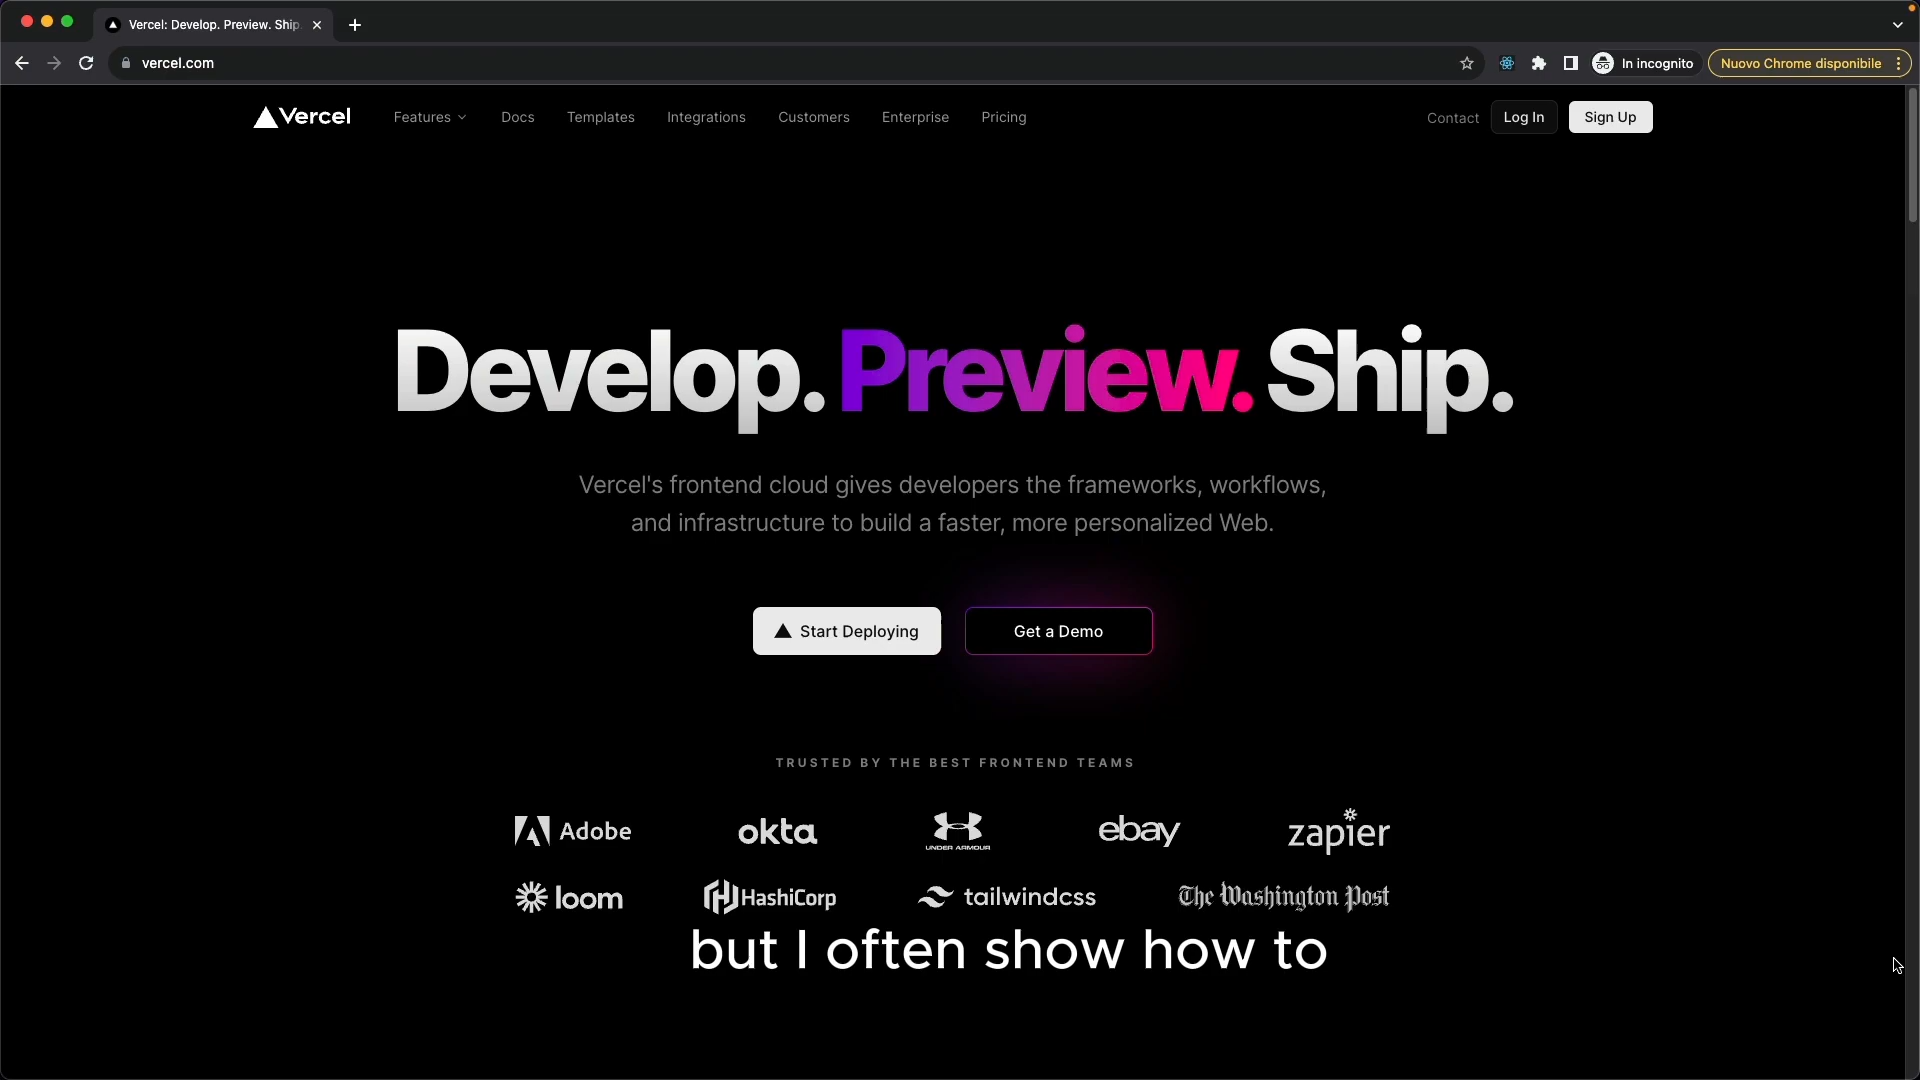 Vercel: Develop. Preview. Ship.
vercel.com
In incognito
Nuovo Chrome disponibile
Vercel
Features
Docs
Templates
Integrations
Customers
Enterprise
Pricing
Contact
Log In
Sign Up
Develop. Preview. Ship.
Vercel's frontend cloud gives developers the frameworks, workflows,
and infrastructure to build a faster, more personalized Web.
Start Deploying
Get a Demo
TRUSTED BY THE BEST FRONTEND TEAMS
Adobe
okta
UNDER ARMOUR
ebay
zapier
loom
HashiCorp
tailwindcss
The Washington Post
but I often show how to